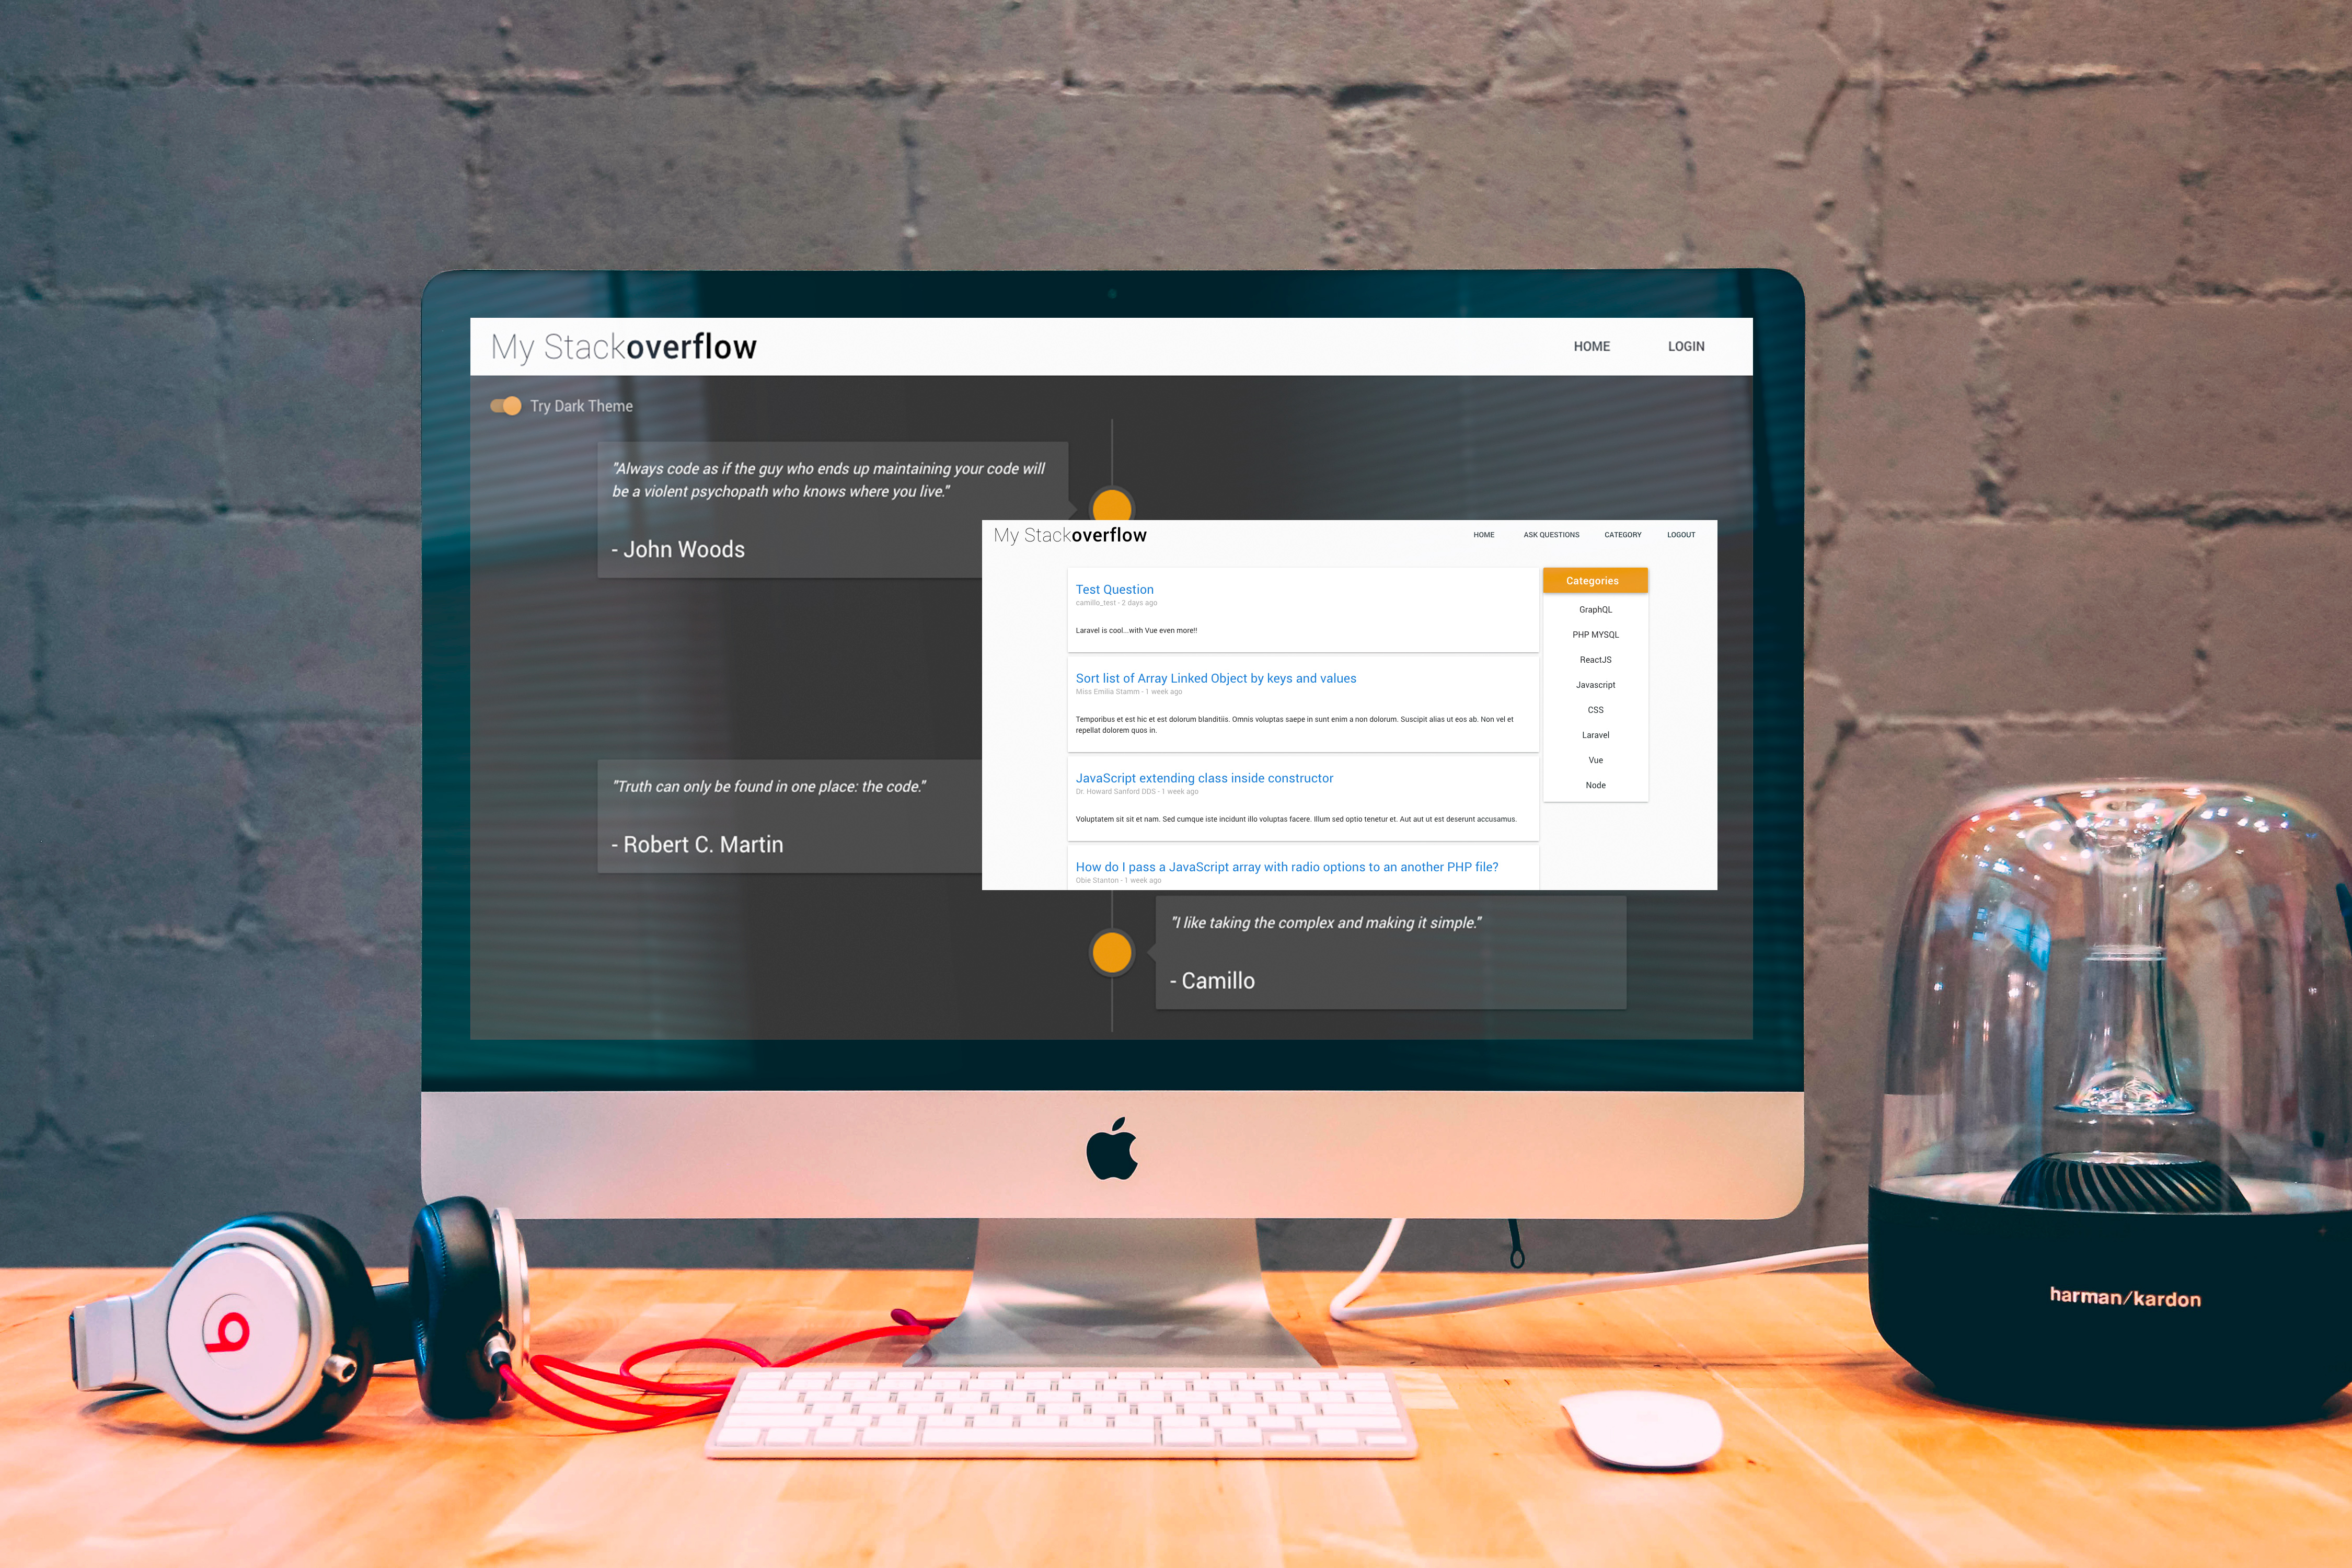 My Stackoverflow
HOME LOGIN
Try Dark Theme
"Always code as if the guy who ends up maintaining your code will
be a violent psychopath who knows where you live."
- John Woods
"Truth can only be found in one place: the code."
- Robert C. Martin
My Stackoverflow
HOME ASK QUESTIONS CATEGORY LOGOUT
Test Question
camillo_test - 2 days ago
Laravel is cool...with Vue even more!!
Sort list of Array Linked Object by keys and values
Miss Emilia Stamm - 1 week ago
Temporibus et est hic et est dolorum blanditiis. Omnis voluptas saepe in sunt enim a non dolorum. Suscipit alias ut eos ab. Non vel et
repellat dolorem quos in.
JavaScript extending class inside constructor
Dr. Howard Sanford DDS - 1 week ago
Voluptatem sit sit et nam. Sed cumque iste incidunt illo voluptas facere. Illum sed optio tenetur et. Aut aut ut est deserunt accusamus.
How do I pass a JavaScript array with radio options to an another PHP file?
Obie Stanton - 1 week ago
Categories
GraphQL
PHP MYSQL
ReactJS
Javascript
CSS
Laravel
Vue
Node
"I like taking the complex and making it simple."
- Camillo
b
harman/kardon